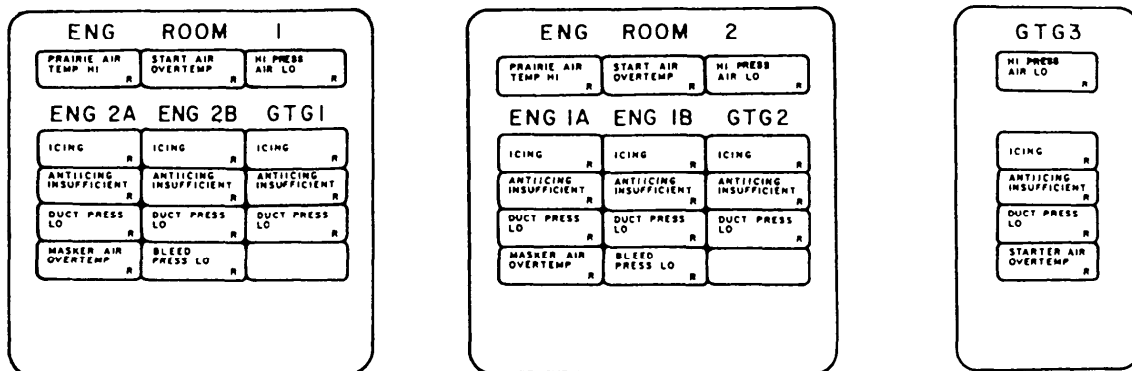 ENG ROOM 1
PRAIRIE AIR TEMP HI R
START AIR OVERTEMP R
HI PRESS AIR LO R
ENG 2A ENG 2B GTG1
ICING R
ICING R
ICING R
ANTIICING INSUFFICIENT R
ANTIICING INSUFFICIENT R
ANTIICING INSUFFICIENT R
DUCT PRESS LO R
DUCT PRESS LO R
DUCT PRESS LO R
MASKER AIR OVERTEMP R
BLEED PRESS LO R
ENG ROOM 2
PRAIRIE AIR TEMP HI R
START AIR OVERTEMP R
HI PRESS AIR LO R
ENG 1A ENG 1B GTG2
ICING R
ICING R
ICING R
ANTIICING INSUFFICIENT R
ANTIICING INSUFFICIENT R
ANTIICING INSUFFICIENT R
DUCT PRESS LO R
DUCT PRESS LO R
DUCT PRESS LO R
MASKER AIR OVERTEMP R
BLEED PRESS LO R
GTG3
HI PRESS AIR LO R
ICING R
ANTIICING INSUFFICIENT R
DUCT PRESS LO R
STARTER AIR OVERTEMP R